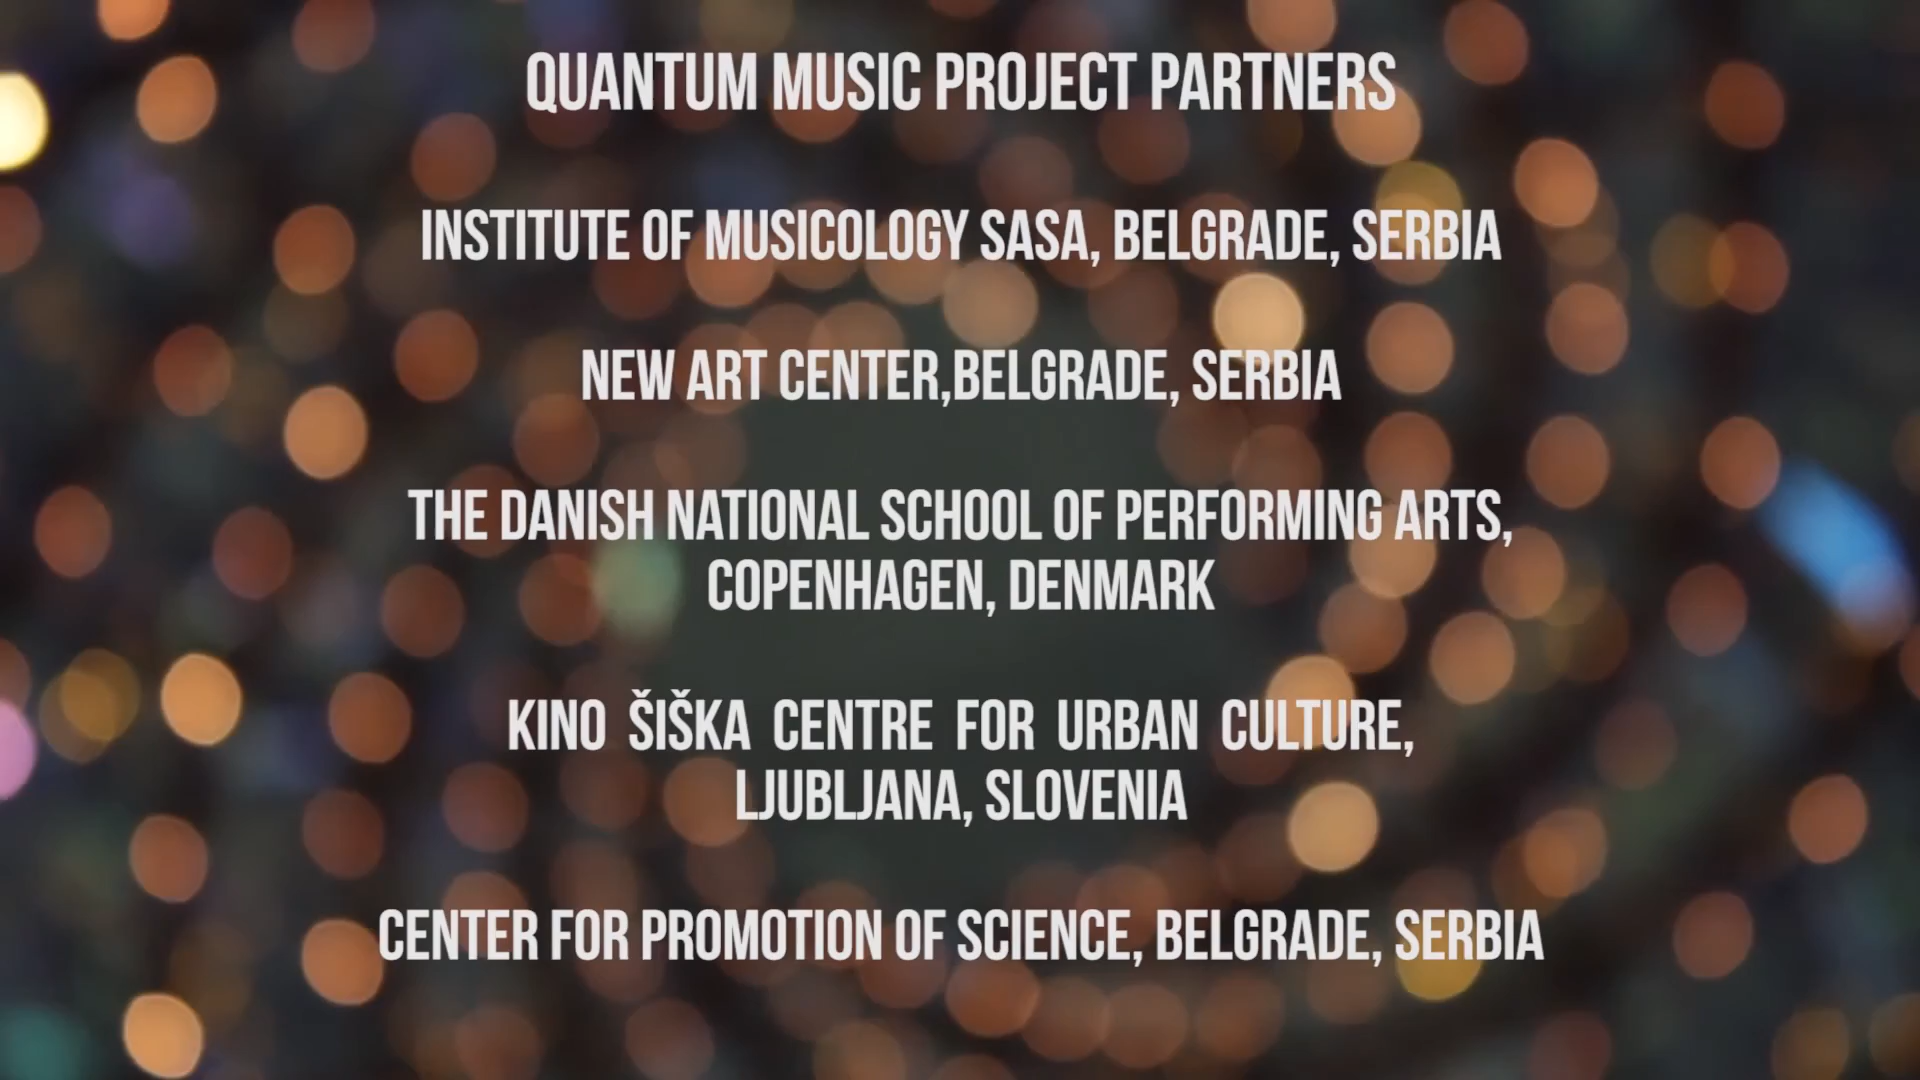 QUANTUM MUSIC PROJECT PARTNERS
INSTITUTE OF MUSICOLOGY SASA, BELGRADE, SERBIA
NEW ART CENTER,BELGRADE, SERBIA
THE DANISH NATIONAL SCHOOL OF PERFORMING ARTS,
COPENHAGEN, DENMARK
KINO ŠIŠKA CENTRE FOR URBAN CULTURE,
LJUBLJANA, SLOVENIA
CENTER FOR PROMOTION OF SCIENCE, BELGRADE, SERBIA